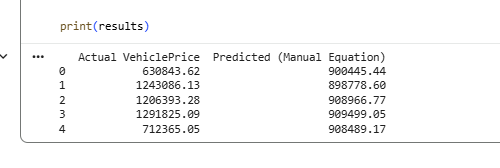 print(results)
Actual VehiclePrice  Predicted (Manual Equation)
0  630843.62  900445.44
1  1243086.13  898778.60
2  1206393.28  908966.77
3  1291825.09  909499.05
4  712365.05  908489.17